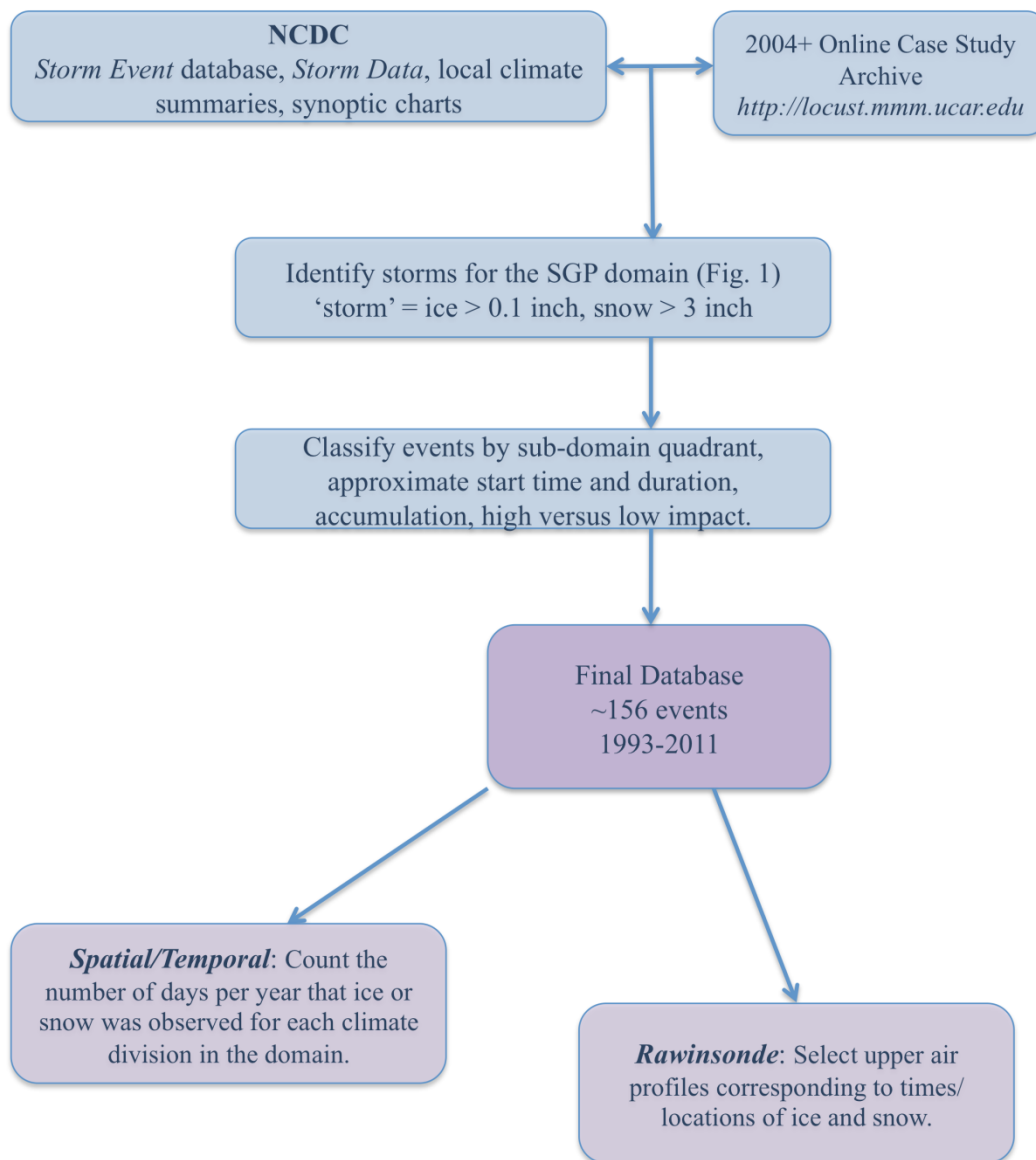 NCDC
Storm Event database, Storm Data, local climate
summaries, synoptic charts
2004+ Online Case Study
Archive
http://locust.mmm.ucar.edu
Identify storms for the SGP domain (Fig. 1)
‘storm’ = ice > 0.1 inch, snow > 3 inch
Classify events by sub-domain quadrant,
approximate start time and duration,
accumulation, high versus low impact.
Final Database
~156 events
1993-2011
Spatial/Temporal: Count the
number of days per year that ice or
snow was observed for each climate
division in the domain.
Rawinsonde: Select upper air
profiles corresponding to times/
locations of ice and snow.